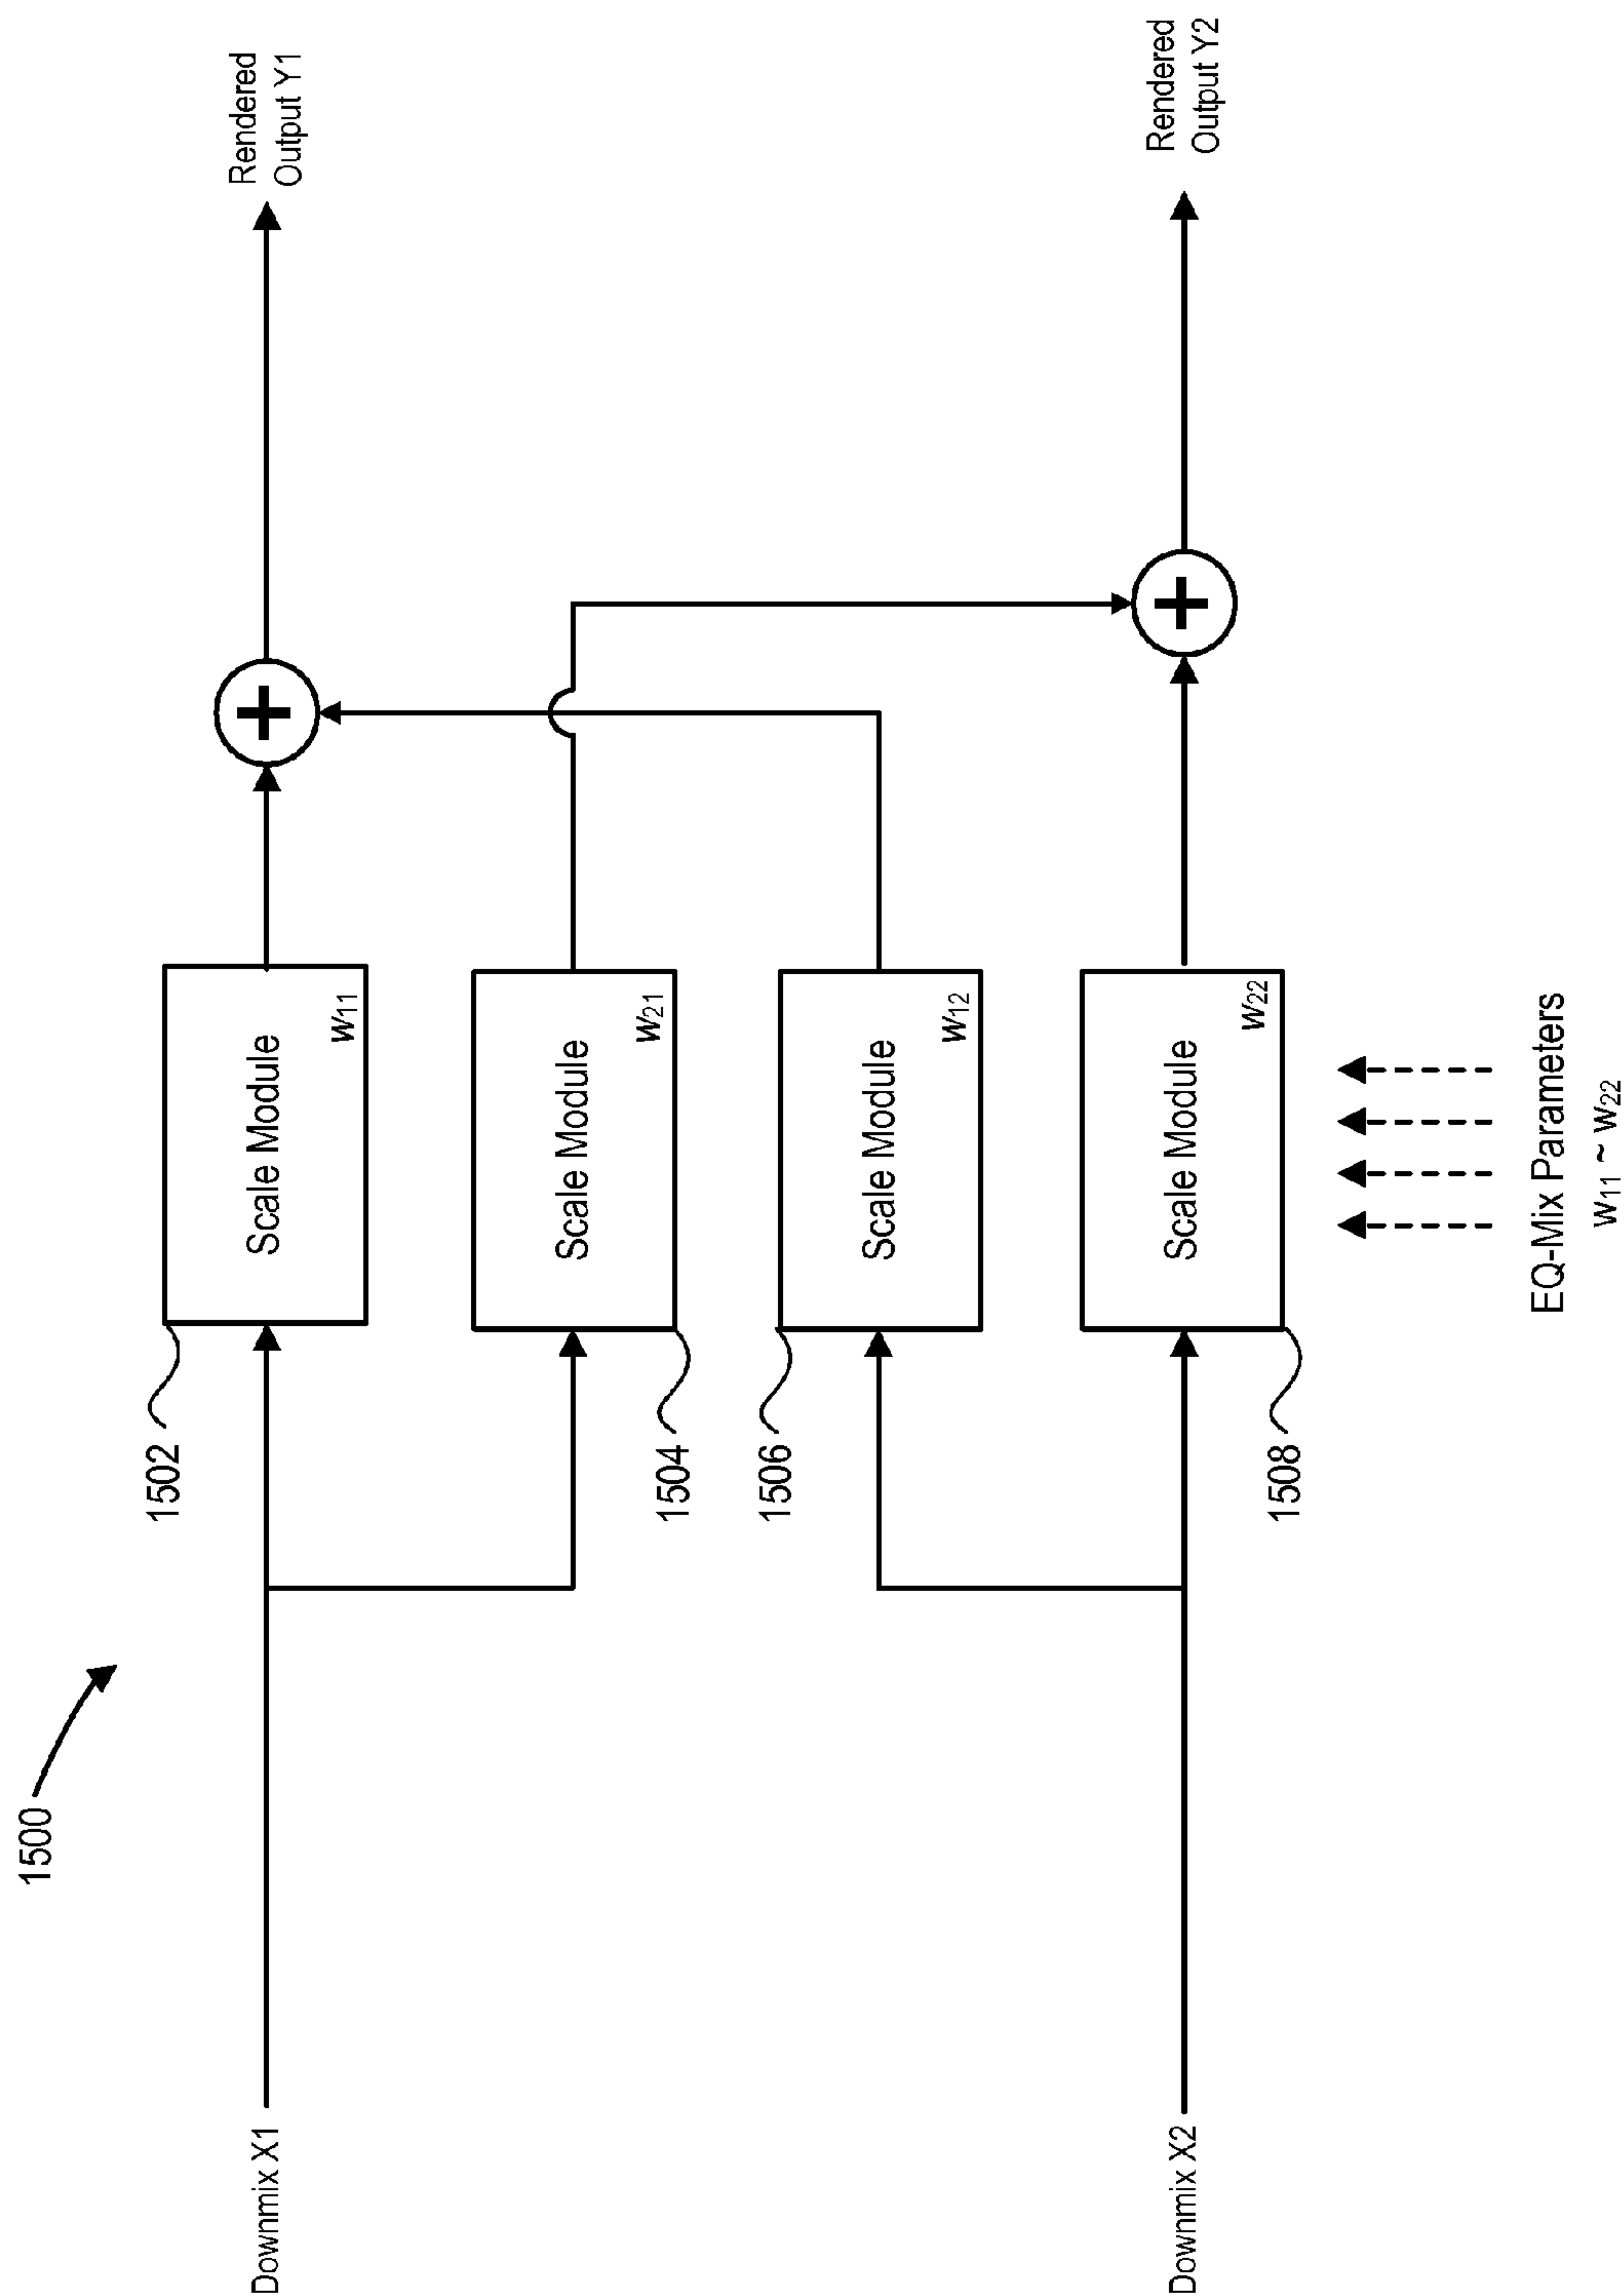 1500
Downmix X1
1502
Scale Module
w11
Rendered
Output Y1
1504
Scale Module
w21
1506
Scale Module
w12
Downmix X2
1508
Scale Module
w22
Rendered
Output Y2
EQ-Mix Parameters
w11 ~ w22